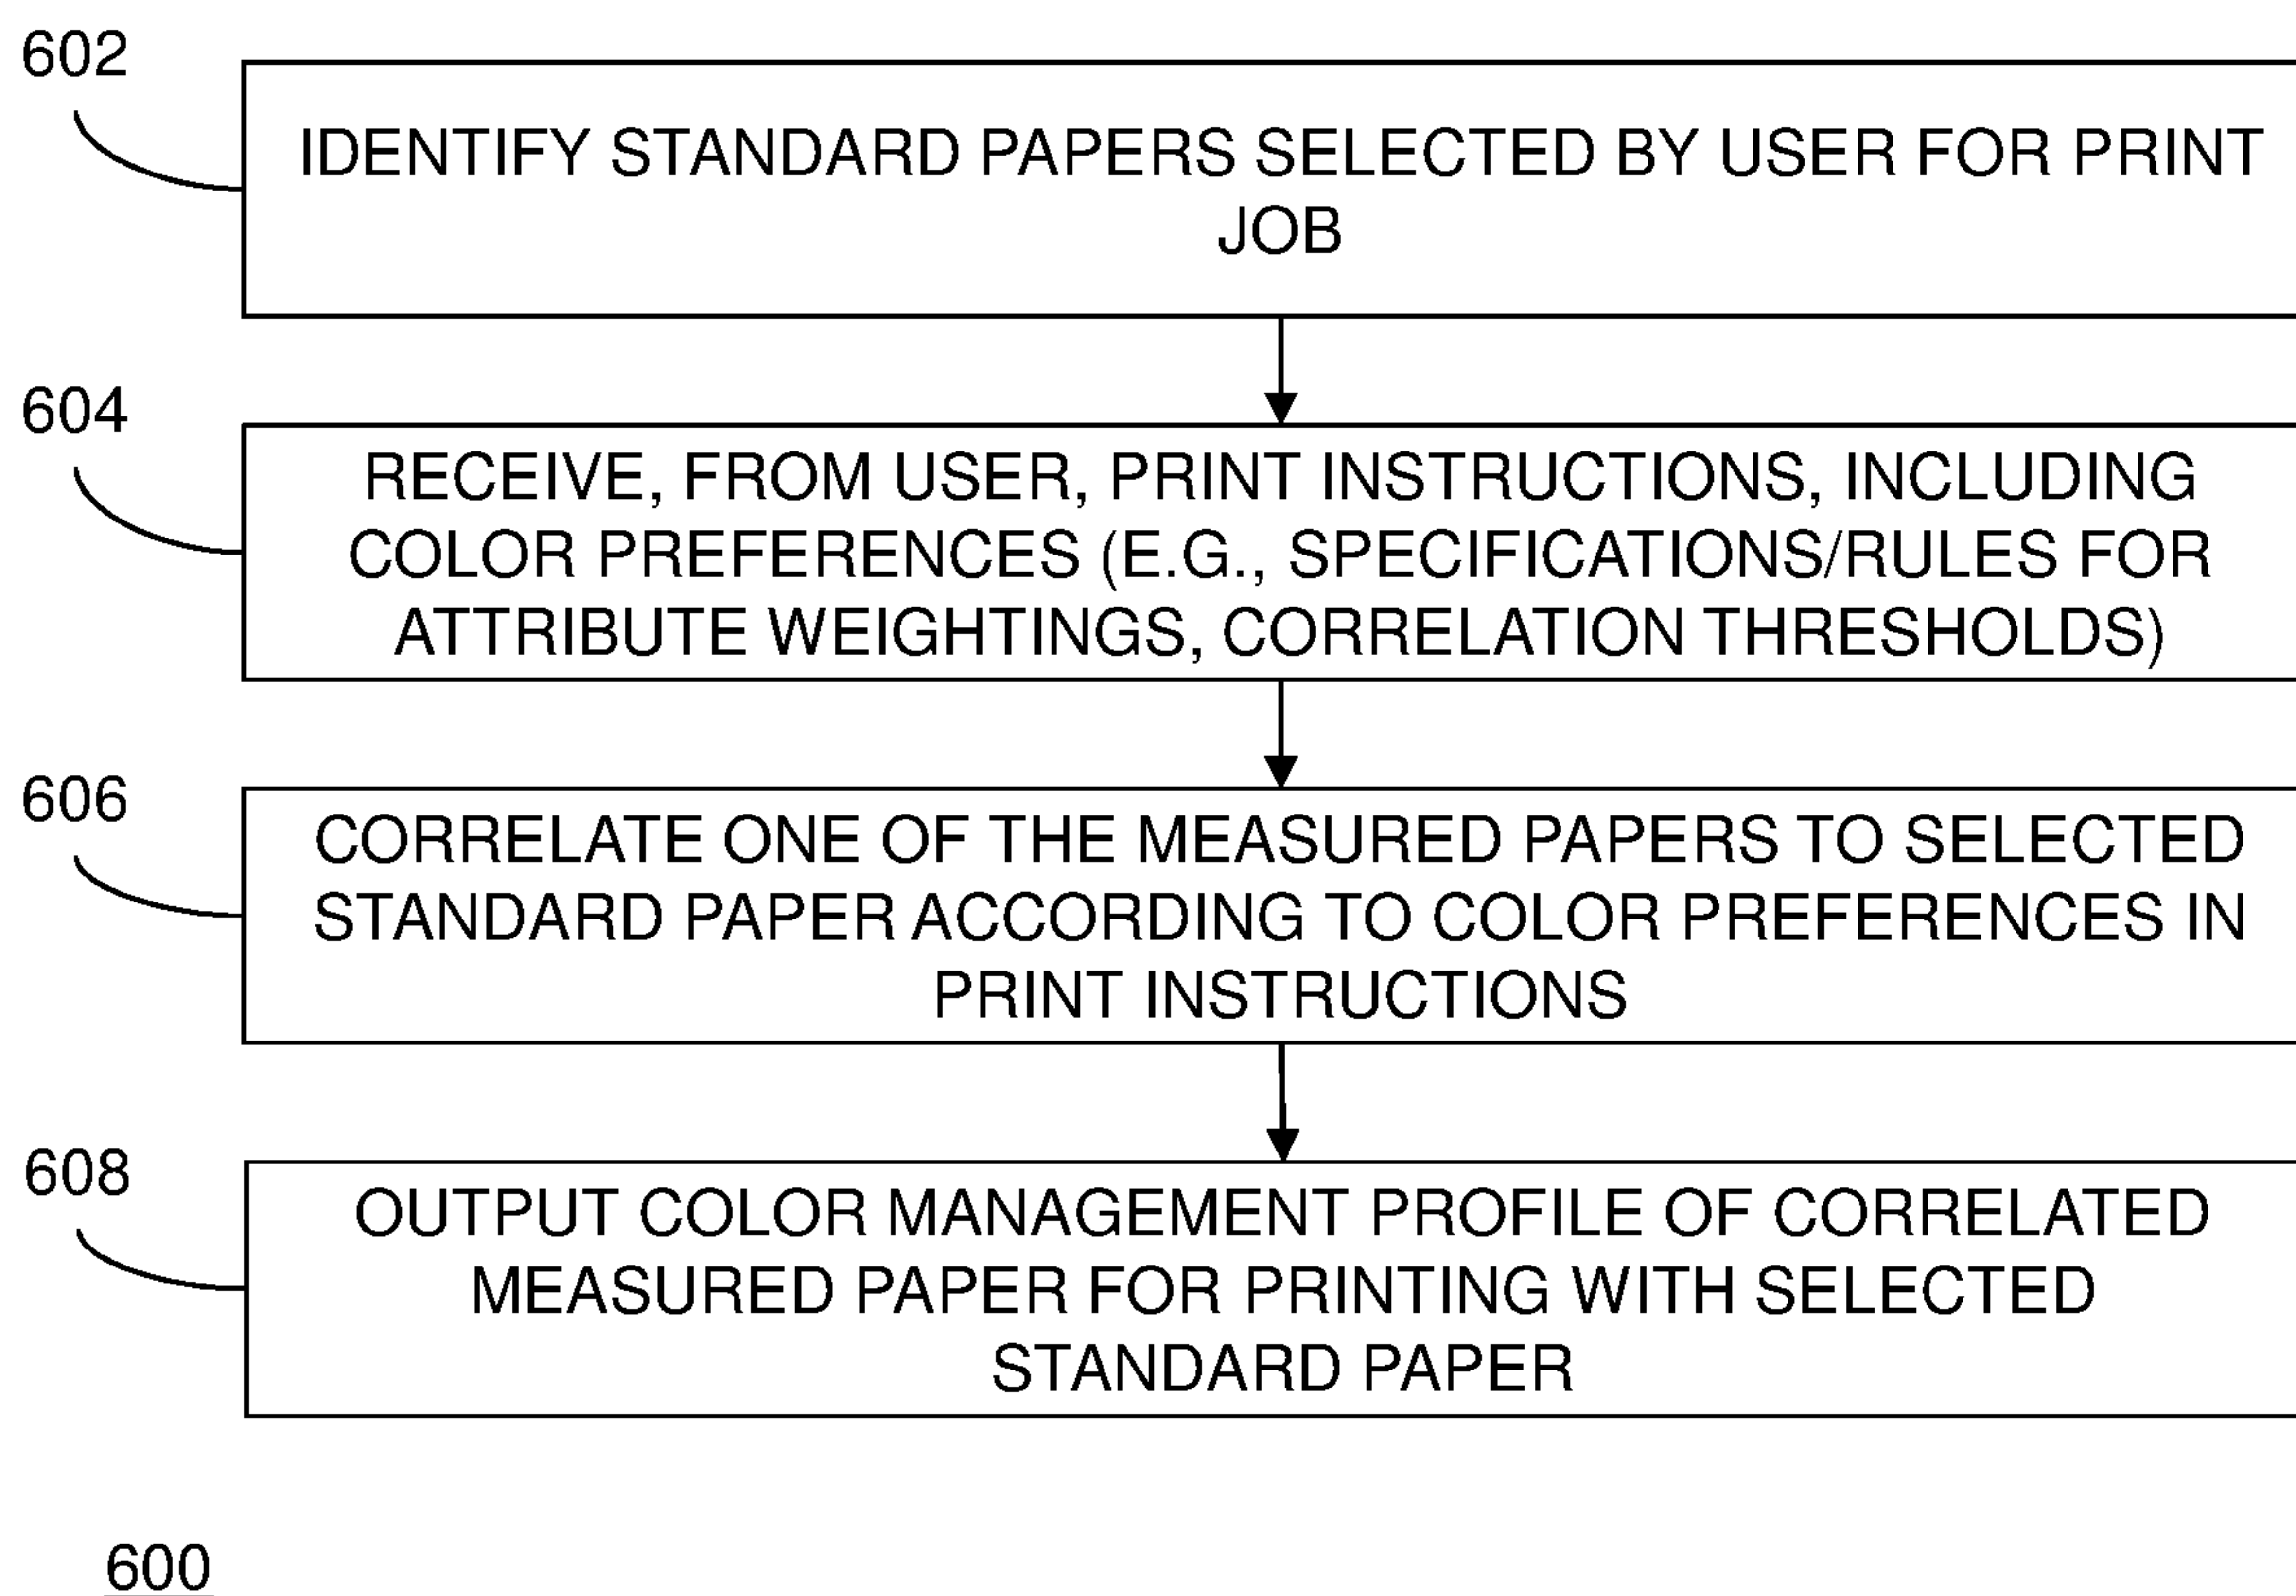 602
IDENTIFY STANDARD PAPERS SELECTED BY USER FOR PRINT
JOB
604
RECEIVE, FROM USER, PRINT INSTRUCTIONS, INCLUDING
COLOR PREFERENCES (E.G., SPECIFICATIONS/RULES FOR
ATTRIBUTE WEIGHTINGS, CORRELATION THRESHOLDS)
606
CORRELATE ONE OF THE MEASURED PAPERS TO SELECTED
STANDARD PAPER ACCORDING TO COLOR PREFERENCES IN
PRINT INSTRUCTIONS
608
OUTPUT COLOR MANAGEMENT PROFILE OF CORRELATED
MEASURED PAPER FOR PRINTING WITH SELECTED
STANDARD PAPER
600